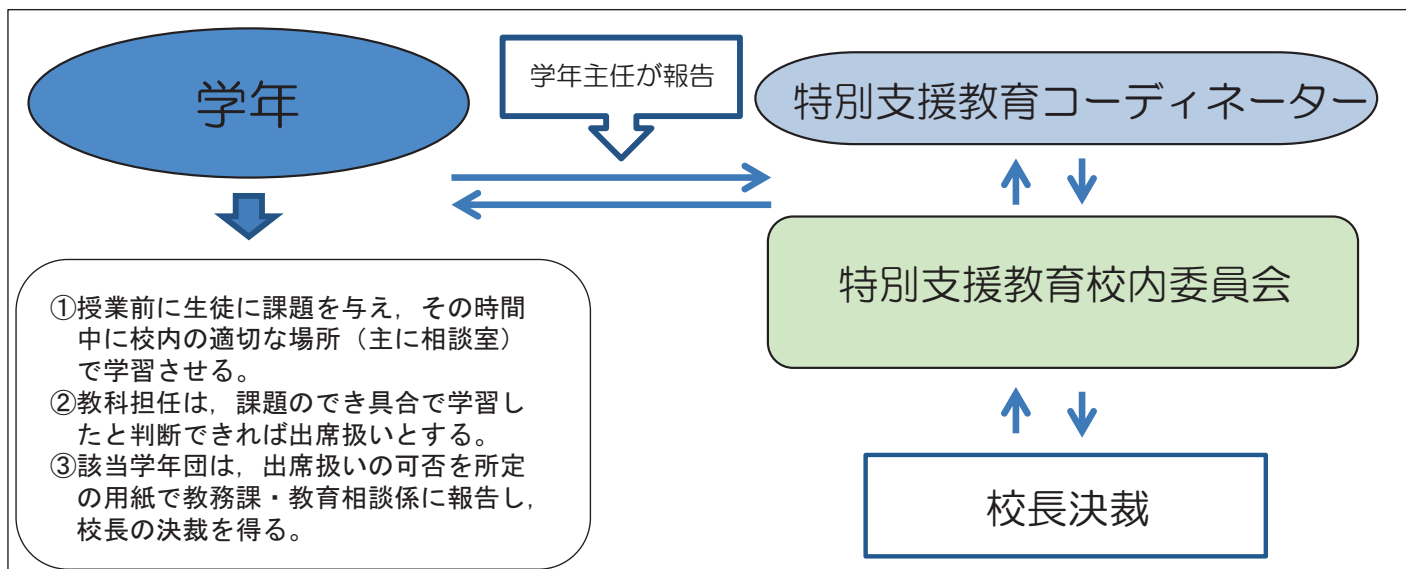 学年
学年主任が報告
特別支援教育コーディネーター
特別支援教育校内委員会
校長決裁
①授業前に生徒に課題を与え，その時間
中に校内の適切な場所（主に相談室）
で学習させる。
②教科担任は，課題のでき具合で学習し
たと判断できれば出席扱いとする。
③該当学年団は，出席扱いの可否を所定
の用紙で教務課・教育相談係に報告し，
校長の決裁を得る。